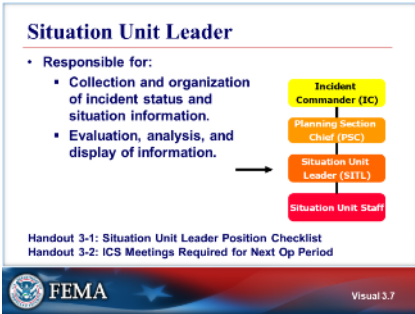 Situation Unit Leader
• Responsible for:
▪ Collection and organization
of incident status and
situation information.
▪ Evaluation, analysis, and
display of information.
Incident
Commander (IC)
Planning Section
Chief (PSC)
Situation Unit
Leader (SITL)
Situation Unit Staff
Handout 3-1: Situation Unit Leader Position Checklist
Handout 3-2: ICS Meetings Required for Next Op Period
FEMA
Visual 3.7